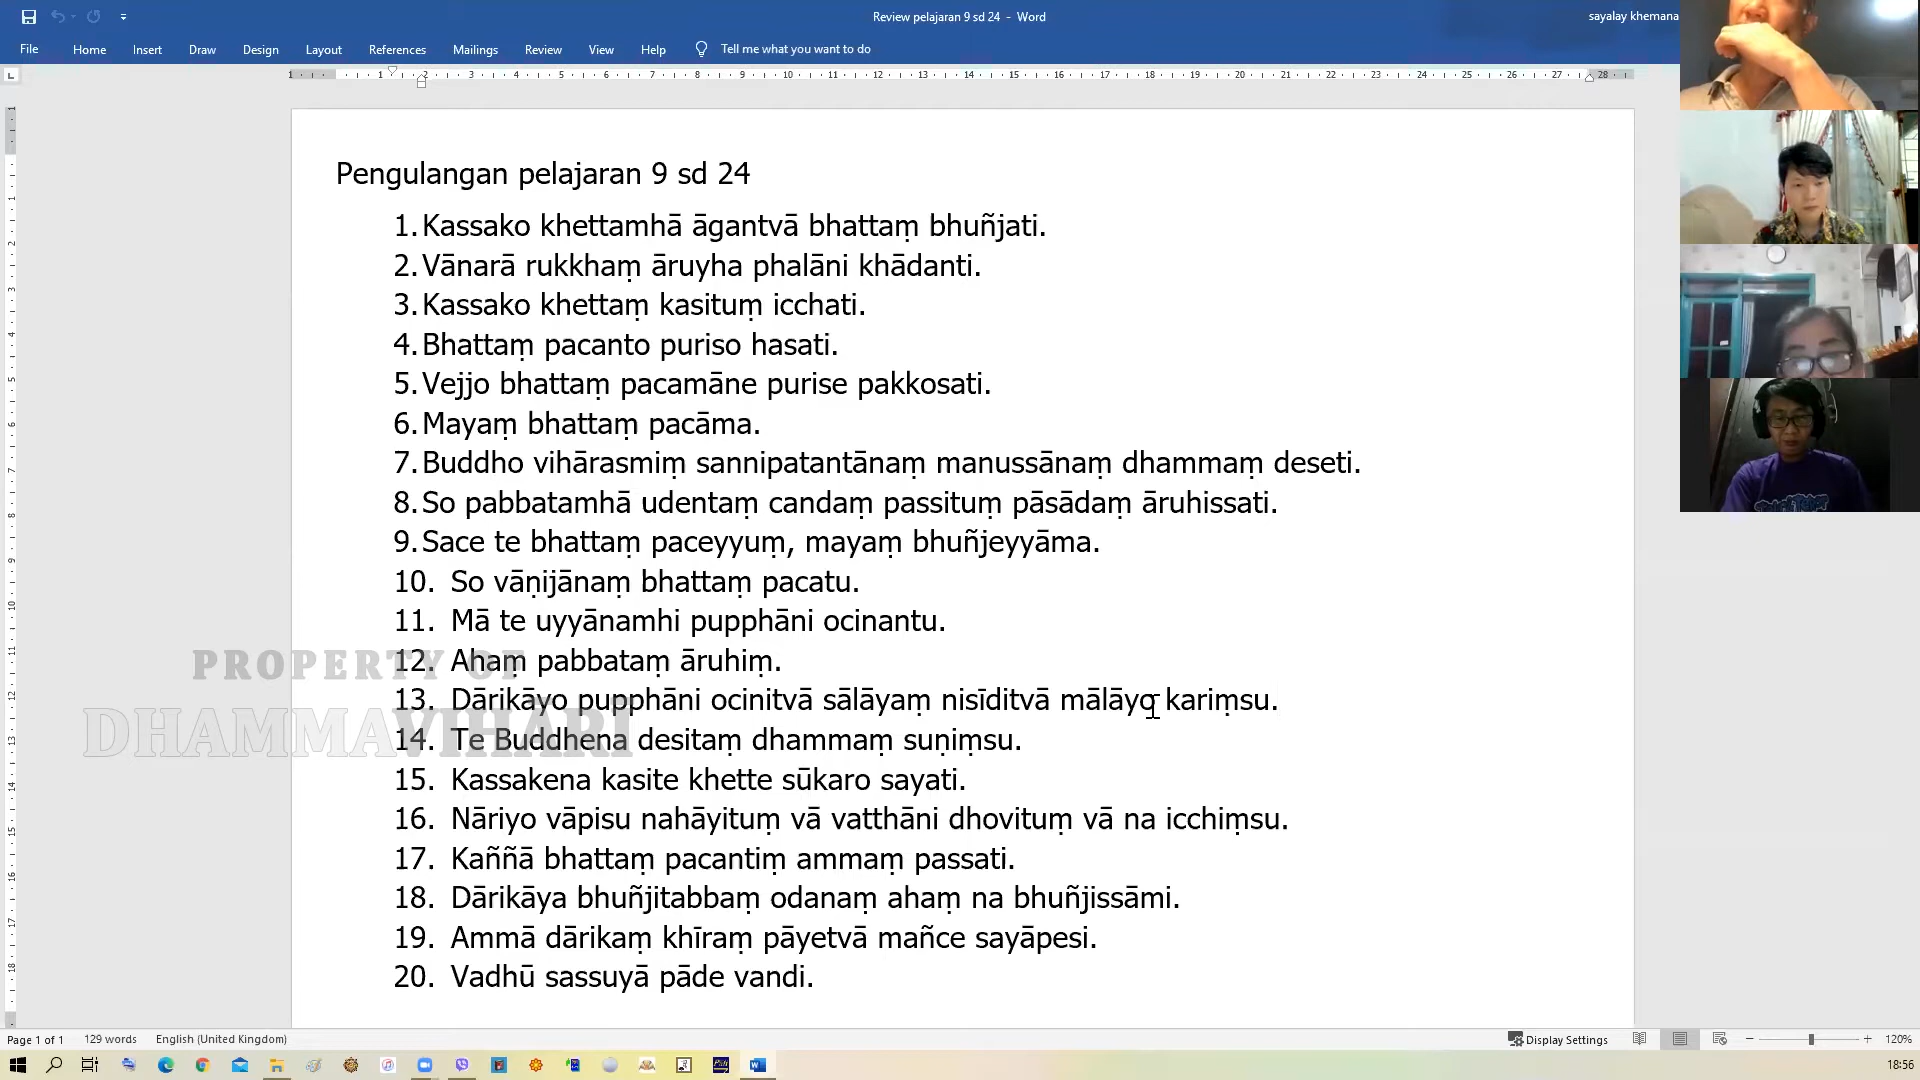 Review pelajaran 9 sd 24 - Word
sayalay khemana
File Home Insert Draw Design Layout References Mailings Review View Help Tell me what you want to do
Pengulangan pelajaran 9 sd 24
1. Kassako khettamhā āgantvā bhattaṃ bhuñjati.
2. Vānarā rukkhaṃ āruyha phalāni khādanti.
3. Kassako khettaṃ kasituṃ icchati.
4. Bhattaṃ pacanto puriso hasati.
5. Vejjo bhattaṃ pacamāne purise pakkosati.
6. Mayaṃ bhattaṃ pacāma.
7. Buddho vihārasmiṃ sannipatantānaṃ manussānaṃ dhammaṃ deseti.
8. So pabbatamhā udentaṃ candaṃ passituṃ pāsādaṃ āruhissati.
9. Sace te bhattaṃ paceyyuṃ, mayaṃ bhuñjeyyāma.
10. So vāṇijānaṃ bhattaṃ pacatu.
11. Mā te uyyānamhi pupphāni ocinantu.
12. Ahaṃ pabbataṃ āruhiṃ.
13. Dārikāyo pupphāni ocinitvā sālāyaṃ nisīditvā mālāyo kariṃsu.
14. Te Buddhena desitaṃ dhammaṃ suṇiṃsu.
15. Kassakena kasite khette sūkaro sayati.
16. Nāriyo vāpisu nahāyituṃ vā vatthāni dhovituṃ vā na icchiṃsu.
17. Kaññā bhattaṃ pacantiṃ ammaṃ passati.
18. Dārikāya bhuñjitabbaṃ odanaṃ ahaṃ na bhuñjissāmi.
19. Ammā dārikaṃ khīraṃ pāyetvā mañce sayāpesi.
20. Vadhū sassuyā pāde vandi.
PROPERTY OF
DHAMMAVIHARI
Page 1 of 1 129 words English (United Kingdom) Display Settings 120%
18:56